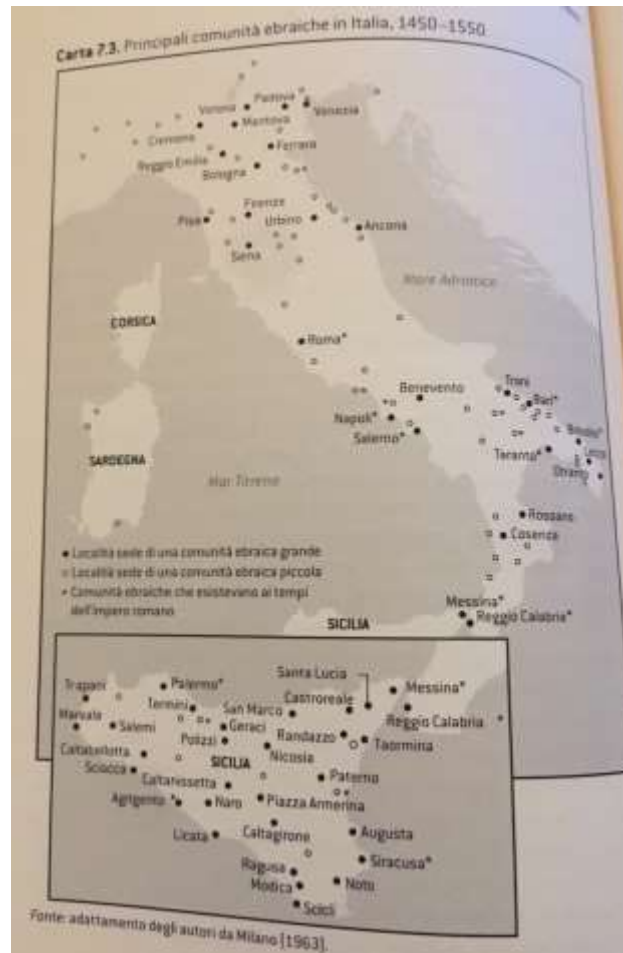 Carta 7.3. Principali comunità ebraiche in Italia, 1450-1550
Verona
Padova
Venezia
Cremona
Mantova
Reggio Emilia
Ferrara
Bologna
Firenze
Pisa
Urbino
Ancona
Siena
Mare Adriatico
CORSICA
Roma*
Benevento
Trani
Bari*
Napoli*
Salerno*
Brindisi*
Lecce
Taranto*
Otranto
SARDEGNA
Mar Tirreno
Rossano
Cosenza
• Località sede di una comunità ebraica grande
○ Località sede di una comunità ebraica piccola
* Comunità ebraiche che esistevano ai tempi
dell'impero romano
Messina*
Reggio Calabria*
SICILIA
Santa Lucia
Trapani
Palermo*
Castroreale
Messina*
Termini
San Marco
Reggio Calabria
Marsala
Salemi
Geraci
Randazzo
Taormina
Polizzi
Caltabellotta
SICILIA
Nicosia
Sciacca
Paternò
Caltanissetta
Agrigento *
Naro
Piazza Armerina
Licata
Caltagirone
Augusta
Siracusa*
Ragusa
Noto
Modica
Scicli
Fonte: adattamento degli autori da Milano [1963].